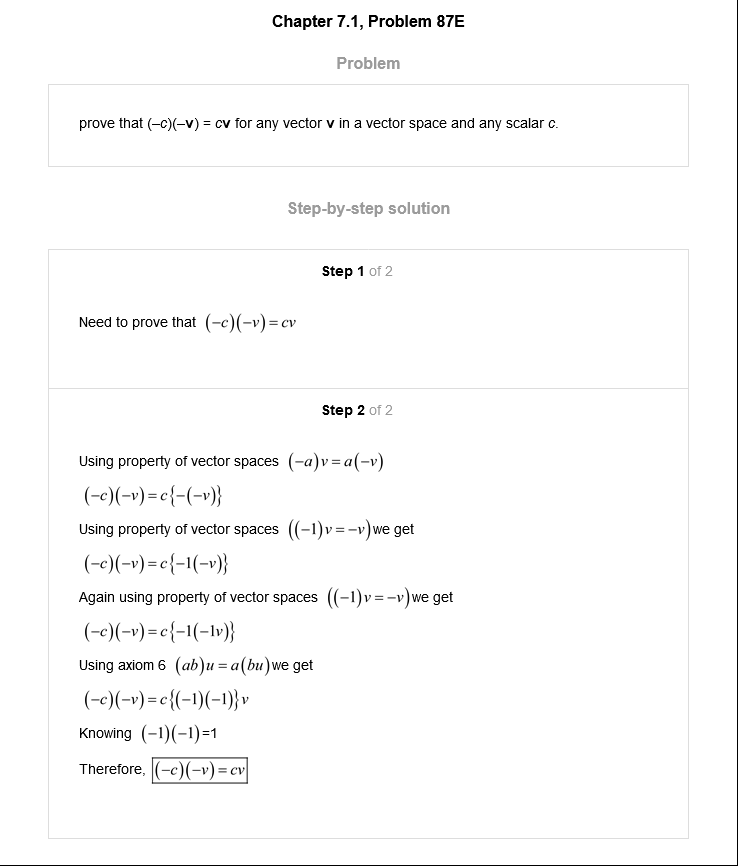 Chapter 7.1, Problem 87E
Problem
prove that (–c)(–v) = cv for any vector v in a vector space and any scalar c.
Step-by-step solution
Step 1 of 2
Need to prove that (−c)(−v) = cv
Step 2 of 2
Using property of vector spaces (−a)v = a(−v)
(−c)(−v) = c{−(−v)}
Using property of vector spaces ((−1)v = −v) we get
(−c)(−v) = c{−1(−v)}
Again using property of vector spaces ((−1)v = −v) we get
(−c)(−v) = c{−1(−1v)}
Using axiom 6 (ab)u = a(bu) we get
(−c)(−v) = c{(−1)(−1)}v
Knowing (−1)(−1)=1
Therefore, (−c)(−v) = cv